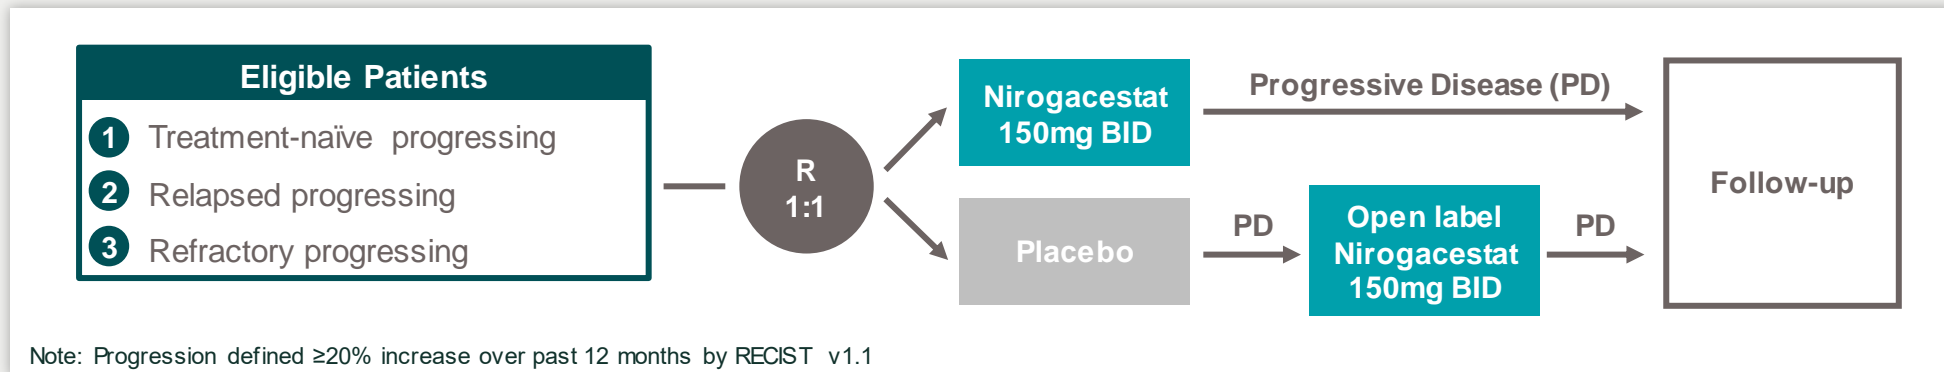 Eligible Patients
1 Treatment-naïve progressing
2 Relapsed progressing
3 Refractory progressing
R
1:1
Nirogacestat
150mg BID
Progressive Disease (PD)
Placebo
PD
Open label
Nirogacestat
150mg BID
PD
Follow-up
Note: Progression defined ≥20% increase over past 12 months by RECIST v1.1